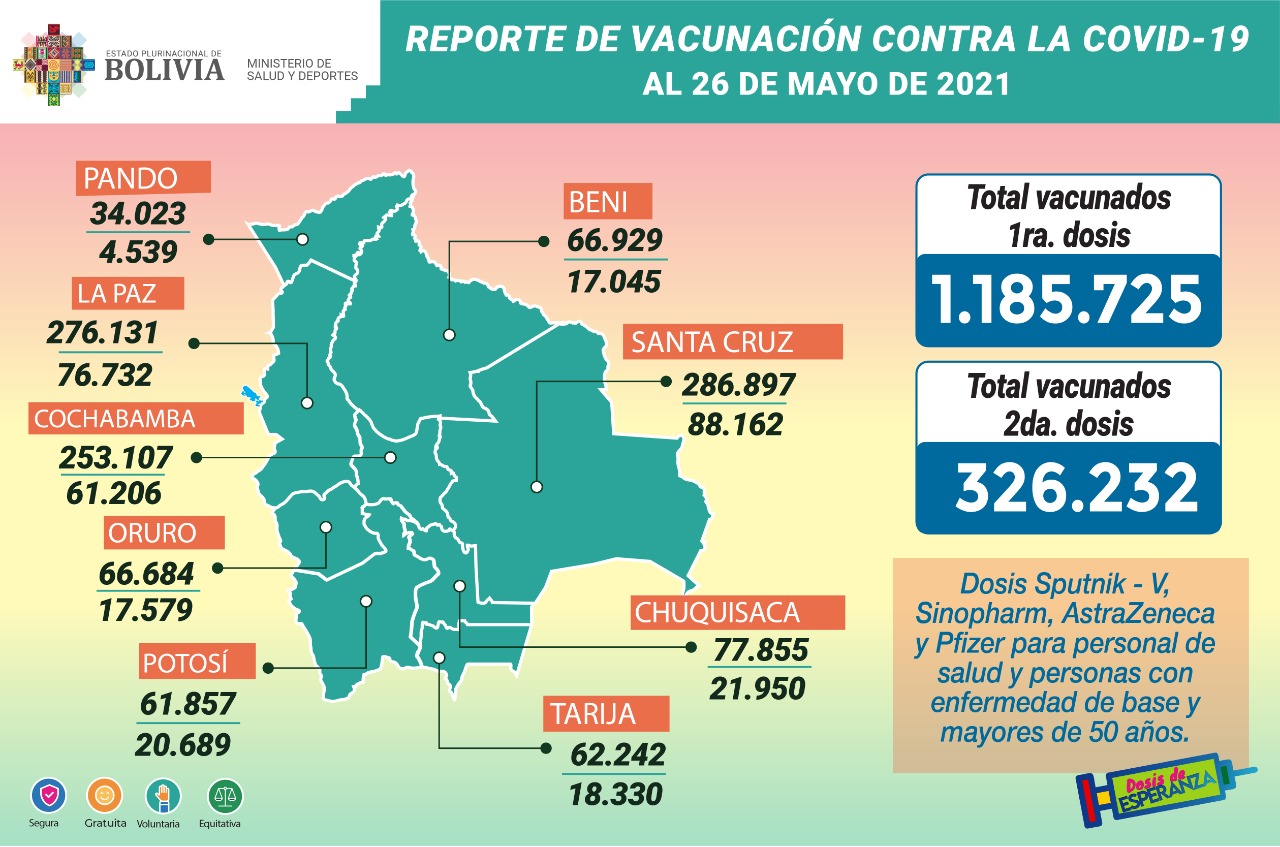 ESTADO PLURINACIONAL DE
BOLIVIA
MINISTERIO DE
SALUD Y DEPORTES
REPORTE DE VACUNACIÓN CONTRA LA COVID-19
AL 26 DE MAYO DE 2021
PANDO
34.023
4.539
LA PAZ
276.131
76.732
COCHABAMBA
253.107
61.206
ORURO
66.684
17.579
POTOSÍ
61.857
20.689
BENI
66.929
17.045
SANTA CRUZ
286.897
88.162
CHUQUISACA
77.855
21.950
TARIJA
62.242
18.330
Total vacunados
1ra. dosis
1.185.725
Total vacunados
2da. dosis
326.232
Dosis Sputnik - V,
Sinopharm, AstraZeneca
y Pfizer para personal de
salud y personas con
enfermedad de base y
mayores de 50 años.
Dosis de
ESPERANZA
Segura
Gratuita
Voluntaria
Equitativa